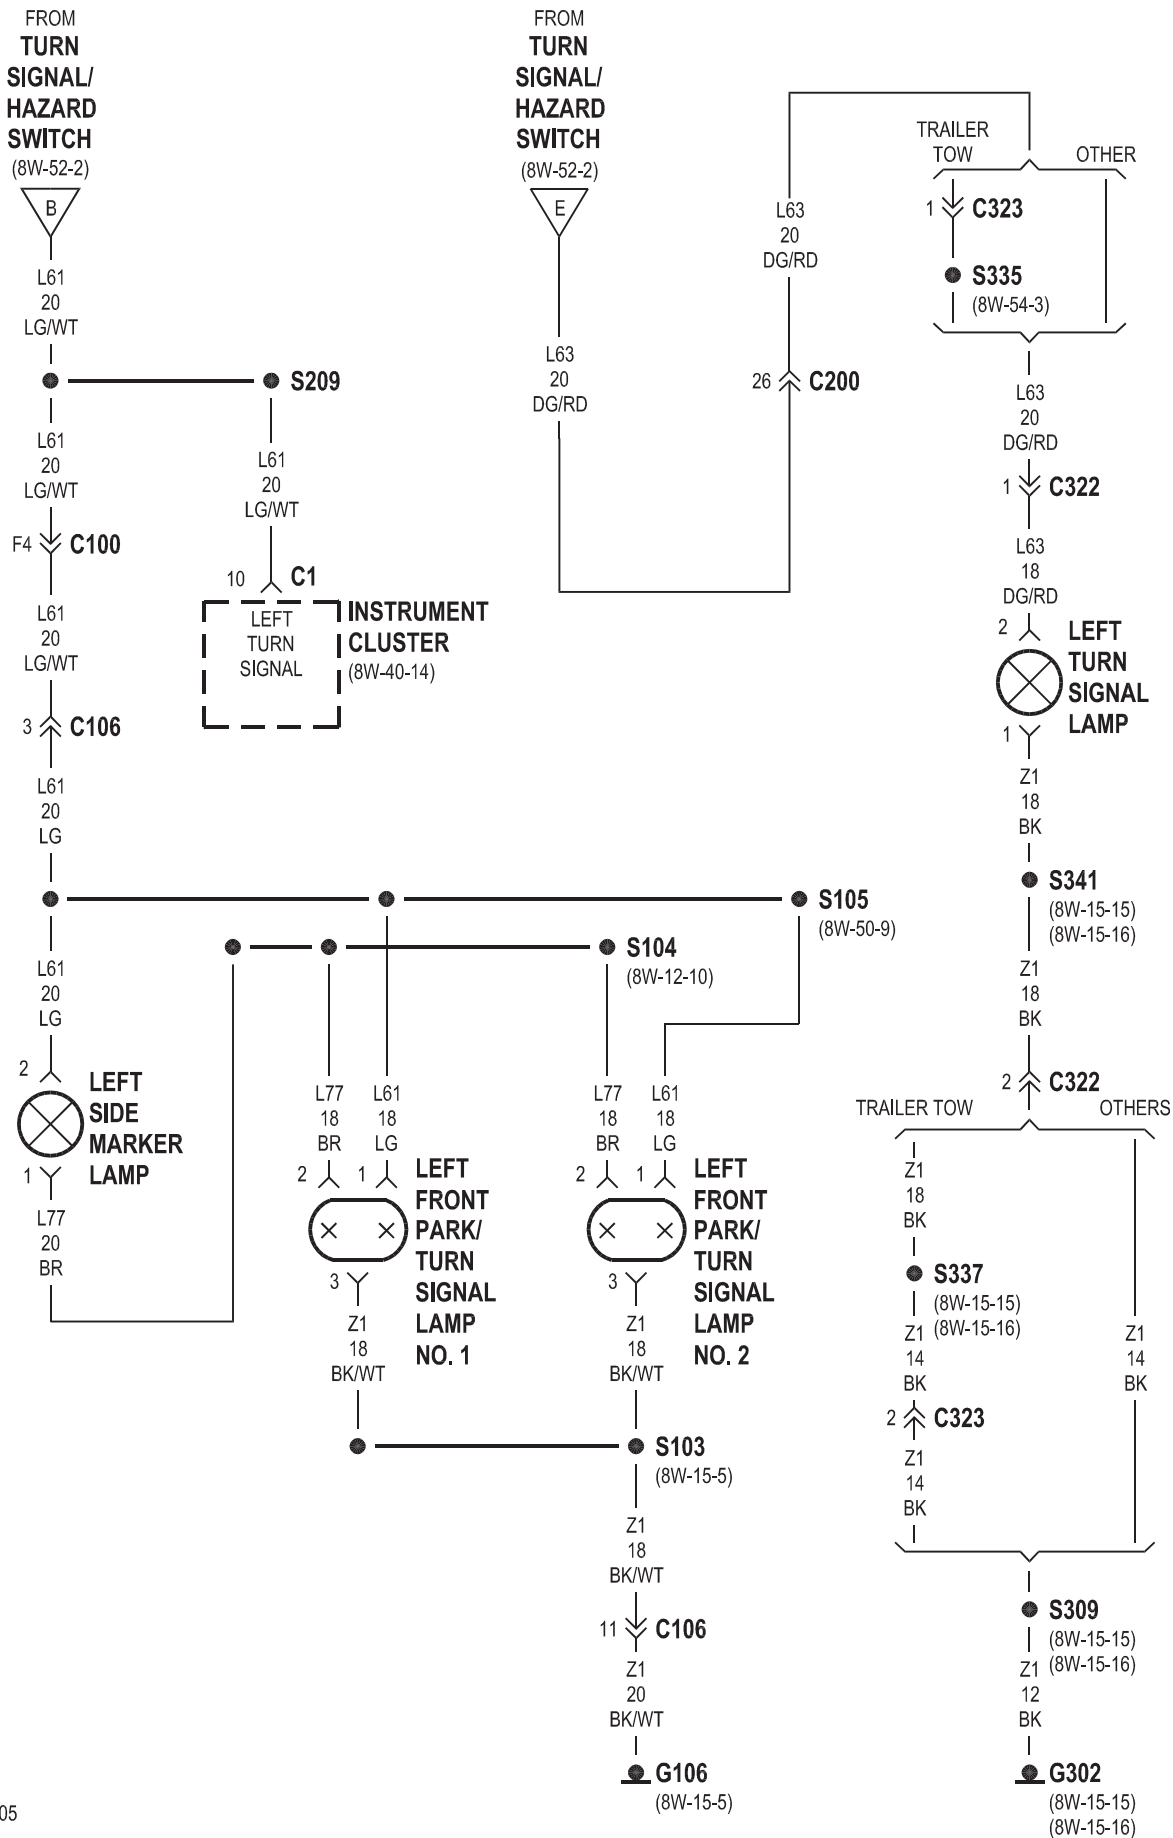 FROM
TURN
SIGNAL/
HAZARD
SWITCH
(8W-52-2)
B
L61
20
LG/WT
S209
L61
20
LG/WT
F4
C100
L61
20
LG/WT
10
C1
LEFT
TURN
SIGNAL
INSTRUMENT
CLUSTER
(8W-40-14)
L61
20
LG/WT
3
C106
L61
20
LG
S105
(8W-50-9)
S104
(8W-12-10)
L61
20
LG
2
LEFT
SIDE
MARKER
LAMP
1
L77
20
BR
L77
18
BR
L61
18
LG
2
1
LEFT
FRONT
PARK/
TURN
SIGNAL
LAMP
NO. 1
3
Z1
18
BK/WT
L77
18
BR
L61
18
LG
2
1
LEFT
FRONT
PARK/
TURN
SIGNAL
LAMP
NO. 2
3
Z1
18
BK/WT
S103
(8W-15-5)
Z1
18
BK/WT
11
C106
Z1
20
BK/WT
G106
(8W-15-5)
FROM
TURN
SIGNAL/
HAZARD
SWITCH
(8W-52-2)
E
L63
20
DG/RD
26
C200
L63
20
DG/RD
TRAILER
TOW
OTHER
1
C323
S335
(8W-54-3)
L63
20
DG/RD
1
C322
L63
18
DG/RD
2
LEFT
TURN
SIGNAL
LAMP
1
Z1
18
BK
S341
(8W-15-15)
(8W-15-16)
Z1
18
BK
2
C322
TRAILER TOW
OTHERS
Z1
18
BK
S337
(8W-15-15)
(8W-15-16)
Z1
14
BK
2
C323
Z1
14
BK
Z1
14
BK
S309
(8W-15-15)
(8W-15-16)
Z1
12
BK
G302
(8W-15-15)
(8W-15-16)
05